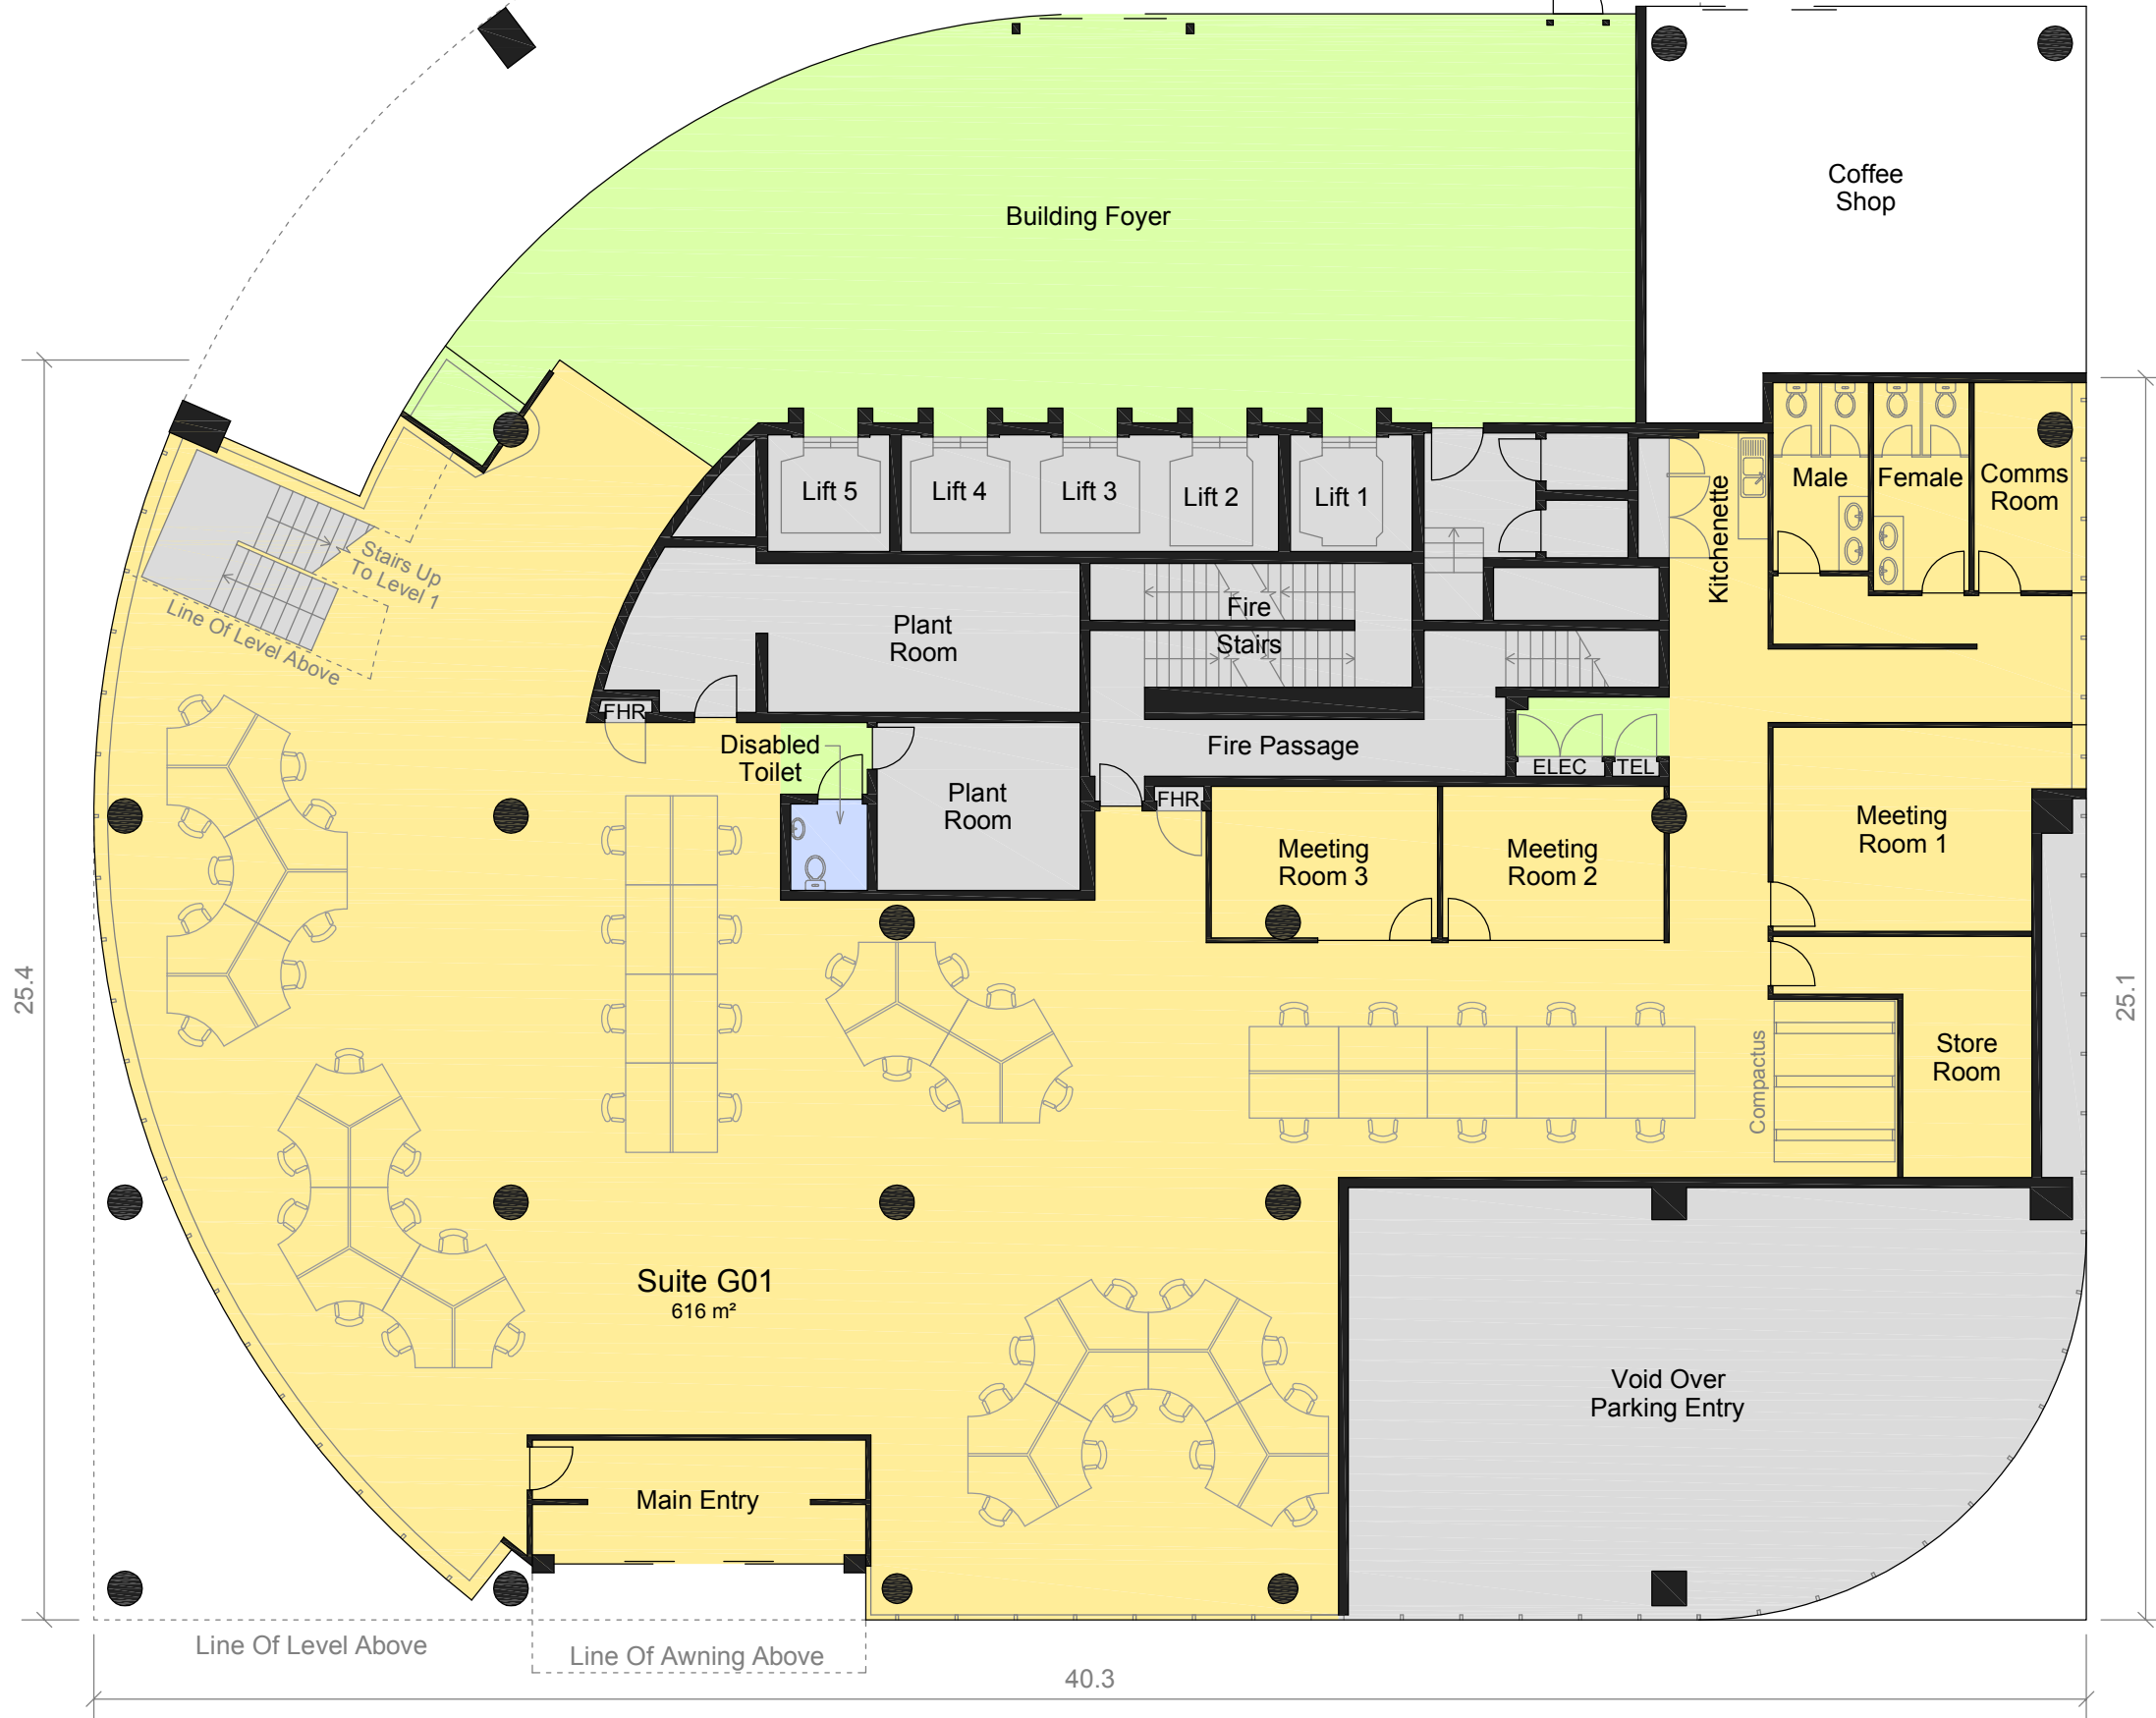 Coffee
Shop
Building Foyer
Lift 5
Lift 4
Lift 3
Lift 2
Lift 1
Male
Female
Comms
Room
Kitchenette
Stairs Up
To Level 1
Line Of Level Above
Fire
Stairs
Plant
Room
FHR
Disabled
Toilet
Fire Passage
ELEC
TEL
Plant
Room
FHR
Meeting
Room 3
Meeting
Room 2
Meeting
Room 1
25.4
25.1
Compactus
Store
Room
Suite G01
616 m²
Void Over
Parking Entry
Main Entry
Line Of Level Above
Line Of Awning Above
40.3